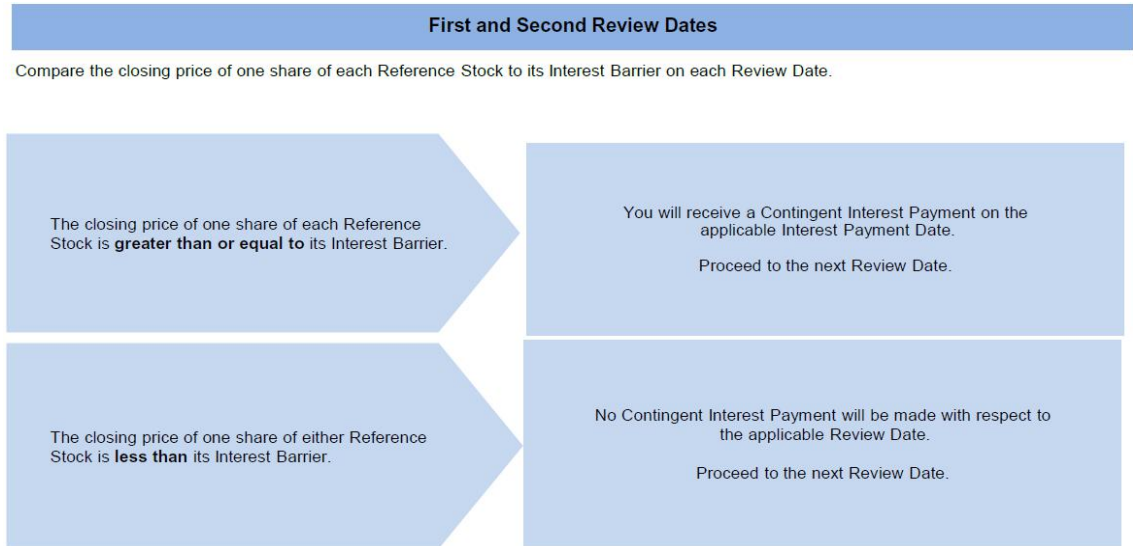 First and Second Review Dates
Compare the closing price of one share of each Reference Stock to its Interest Barrier on each Review Date.
The closing price of one share of each Reference
Stock is greater than or equal to its Interest Barrier.
You will receive a Contingent Interest Payment on the
applicable Interest Payment Date.
Proceed to the next Review Date.
The closing price of one share of either Reference
Stock is less than its Interest Barrier.
No Contingent Interest Payment will be made with respect to
the applicable Review Date.
Proceed to the next Review Date.